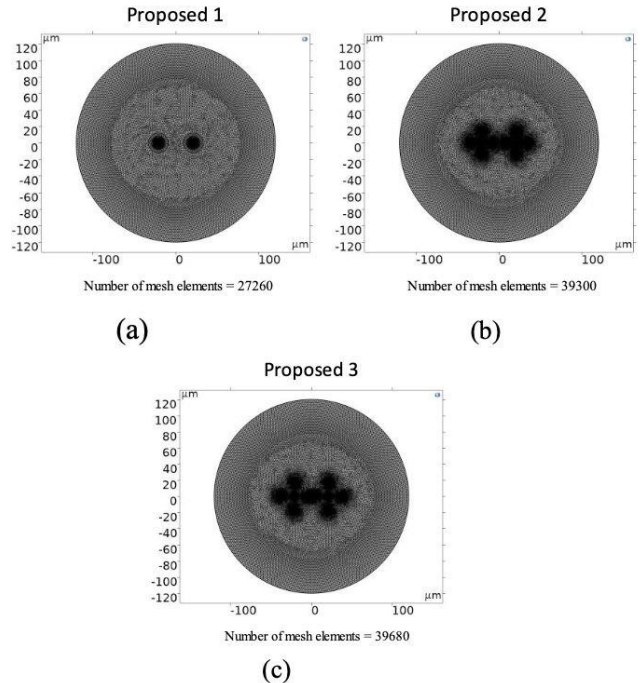 Proposed 1
µm
120
100
80
60
40
20
0
-20
-40
-60
-80
-100
-120
µm
-100 0 100
Number of mesh elements = 27260
(a)
Proposed 2
µm
120
100
80
60
40
20
0
-20
-40
-60
-80
-100
-120
µm
-100 0 100
Number of mesh elements = 39300
(b)
Proposed 3
µm
120
100
80
60
40
20
0
-20
-40
-60
-80
-100
-120
µm
-100 0 100
Number of mesh elements = 39680
(c)